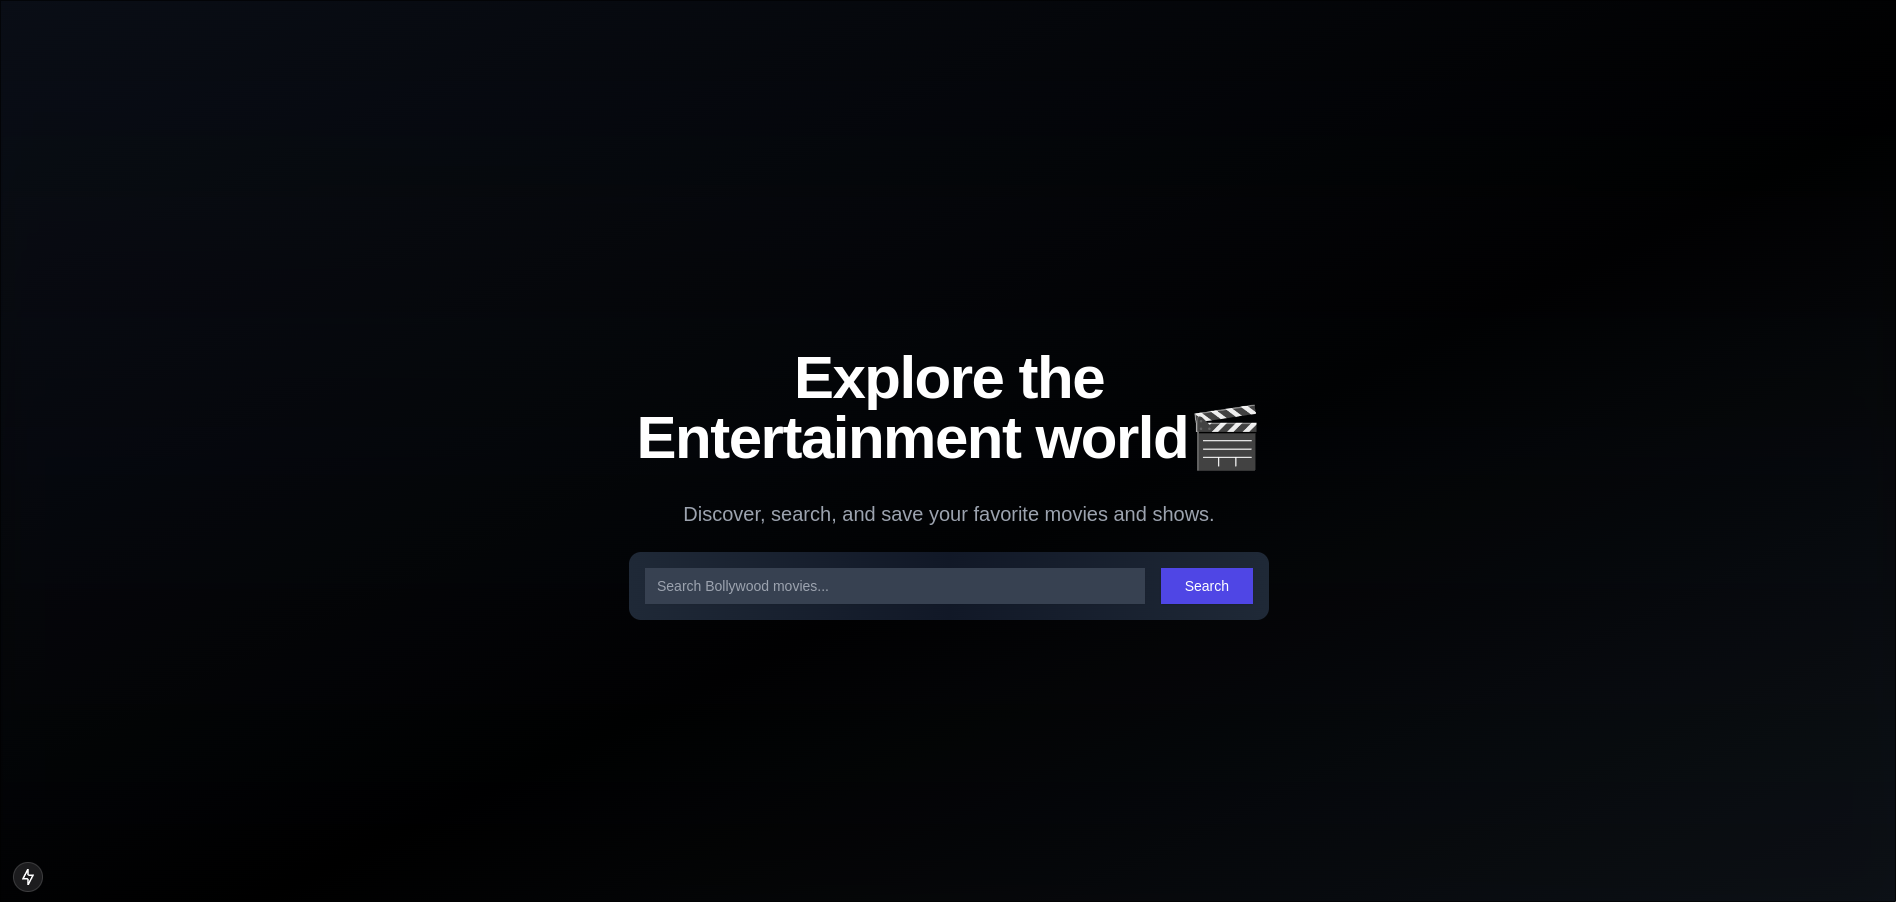 Explore the
Entertainment world🎬
Discover, search, and save your favorite movies and shows.
Search Bollywood movies...
Search